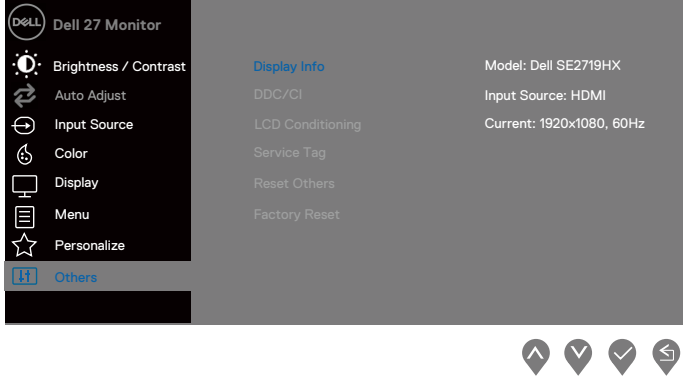 DELL Dell 27 Monitor
Brightness / Contrast Display Info Model: Dell SE2719HX
Auto Adjust DDC/CI Input Source: HDMI
Input Source LCD Conditioning Current: 1920x1080, 60Hz
Color Service Tag
Display Reset Others
Menu Factory Reset
Personalize
Others